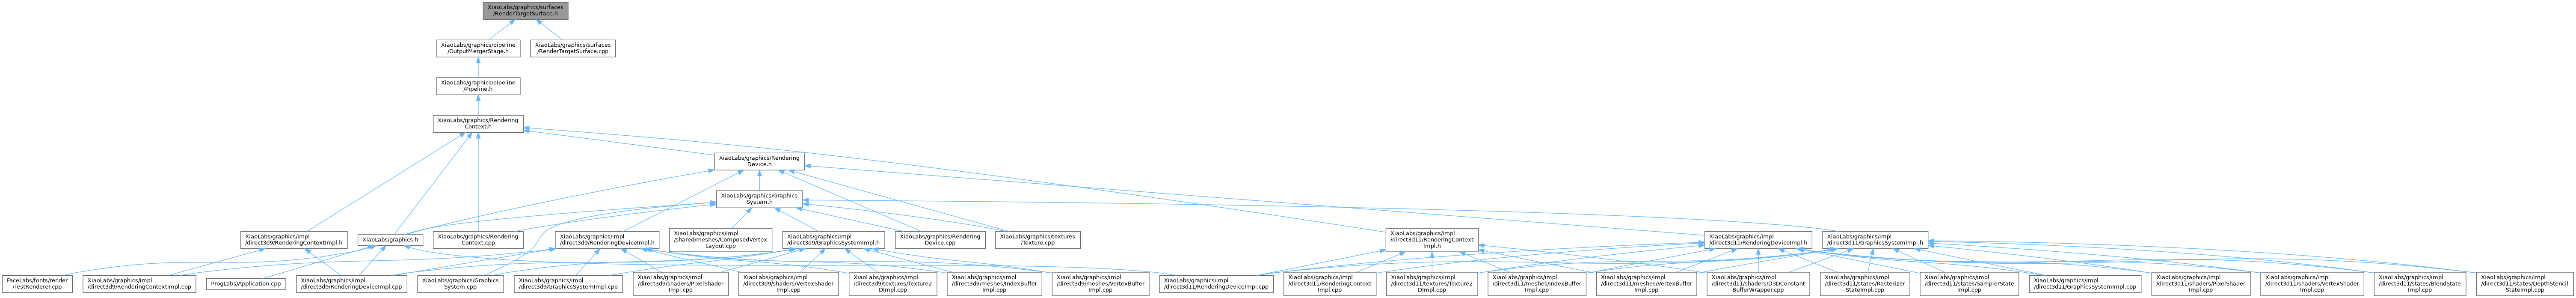 XiaoLabs/graphics/surfaces
/RenderTargetSurface.h
XiaoLabs/graphics/pipeline
/OutputMergerStage.h
XiaoLabs/graphics/surfaces
/RenderTargetSurface.cpp
XiaoLabs/graphics/pipeline
/Pipeline.h
XiaoLabs/graphics/Rendering
Context.h
XiaoLabs/graphics/Rendering
Device.h
XiaoLabs/graphics/Graphics
System.h
XiaoLabs/graphics/impl
/direct3d9/RenderingContextImpl.h
XiaoLabs/graphics.h
XiaoLabs/graphics/Rendering
Context.cpp
XiaoLabs/graphics/impl
/direct3d9/RenderingDeviceImpl.h
XiaoLabs/graphics/impl
/shared/meshes/ComposedVertex
Layout.cpp
XiaoLabs/graphics/impl
/direct3d9/GraphicsSystemImpl.h
XiaoLabs/graphics/Rendering
Device.cpp
XiaoLabs/graphics/textures
/Texture.cpp
XiaoLabs/graphics/impl
/direct3d11/RenderingContext
Impl.h
XiaoLabs/graphics/impl
/direct3d11/RenderingDeviceImpl.h
XiaoLabs/graphics/impl
/direct3d11/GraphicsSystemImpl.h
FaceLabs/fonts/render
/TestRenderer.cpp
XiaoLabs/graphics/impl
/direct3d9/RenderingContextImpl.cpp
ProgLabs/Application.cpp
XiaoLabs/graphics/impl
/direct3d9/RenderingDeviceImpl.cpp
XiaoLabs/graphics/Graphics
System.cpp
XiaoLabs/graphics/impl
/direct3d9/GraphicsSystemImpl.cpp
XiaoLabs/graphics/impl
/direct3d9/shaders/PixelShader
Impl.cpp
XiaoLabs/graphics/impl
/direct3d9/shaders/VertexShader
Impl.cpp
XiaoLabs/graphics/impl
/direct3d9/textures/Texture2
DImpl.cpp
XiaoLabs/graphics/impl
/direct3d9/meshes/IndexBuffer
Impl.cpp
XiaoLabs/graphics/impl
/direct3d9/meshes/VertexBuffer
Impl.cpp
XiaoLabs/graphics/impl
/direct3d11/RenderingDeviceImpl.cpp
XiaoLabs/graphics/impl
/direct3d11/RenderingContext
Impl.cpp
XiaoLabs/graphics/impl
/direct3d11/textures/Texture2
DImpl.cpp
XiaoLabs/graphics/impl
/direct3d11/meshes/IndexBuffer
Impl.cpp
XiaoLabs/graphics/impl
/direct3d11/meshes/VertexBuffer
Impl.cpp
XiaoLabs/graphics/impl
/direct3d11/shaders/D3DConstant
BufferWrapper.cpp
XiaoLabs/graphics/impl
/direct3d11/states/Rasterizer
StateImpl.cpp
XiaoLabs/graphics/impl
/direct3d11/states/SamplerState
Impl.cpp
XiaoLabs/graphics/impl
/direct3d11/GraphicsSystemImpl.cpp
XiaoLabs/graphics/impl
/direct3d11/shaders/PixelShader
Impl.cpp
XiaoLabs/graphics/impl
/direct3d11/shaders/VertexShader
Impl.cpp
XiaoLabs/graphics/impl
/direct3d11/states/BlendState
Impl.cpp
XiaoLabs/graphics/impl
/direct3d11/states/DepthStencil
StateImpl.cpp